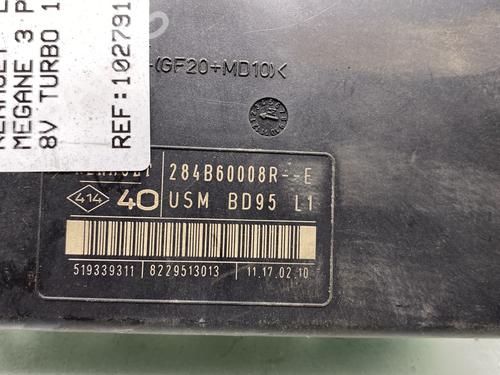 MEGANE 3 P
8V TURBO 1
REF:102791
(GF20+MD10)<
284B60008R--E
414 40 USM BD95 L1
519339311 8229513013 11.17.02.10